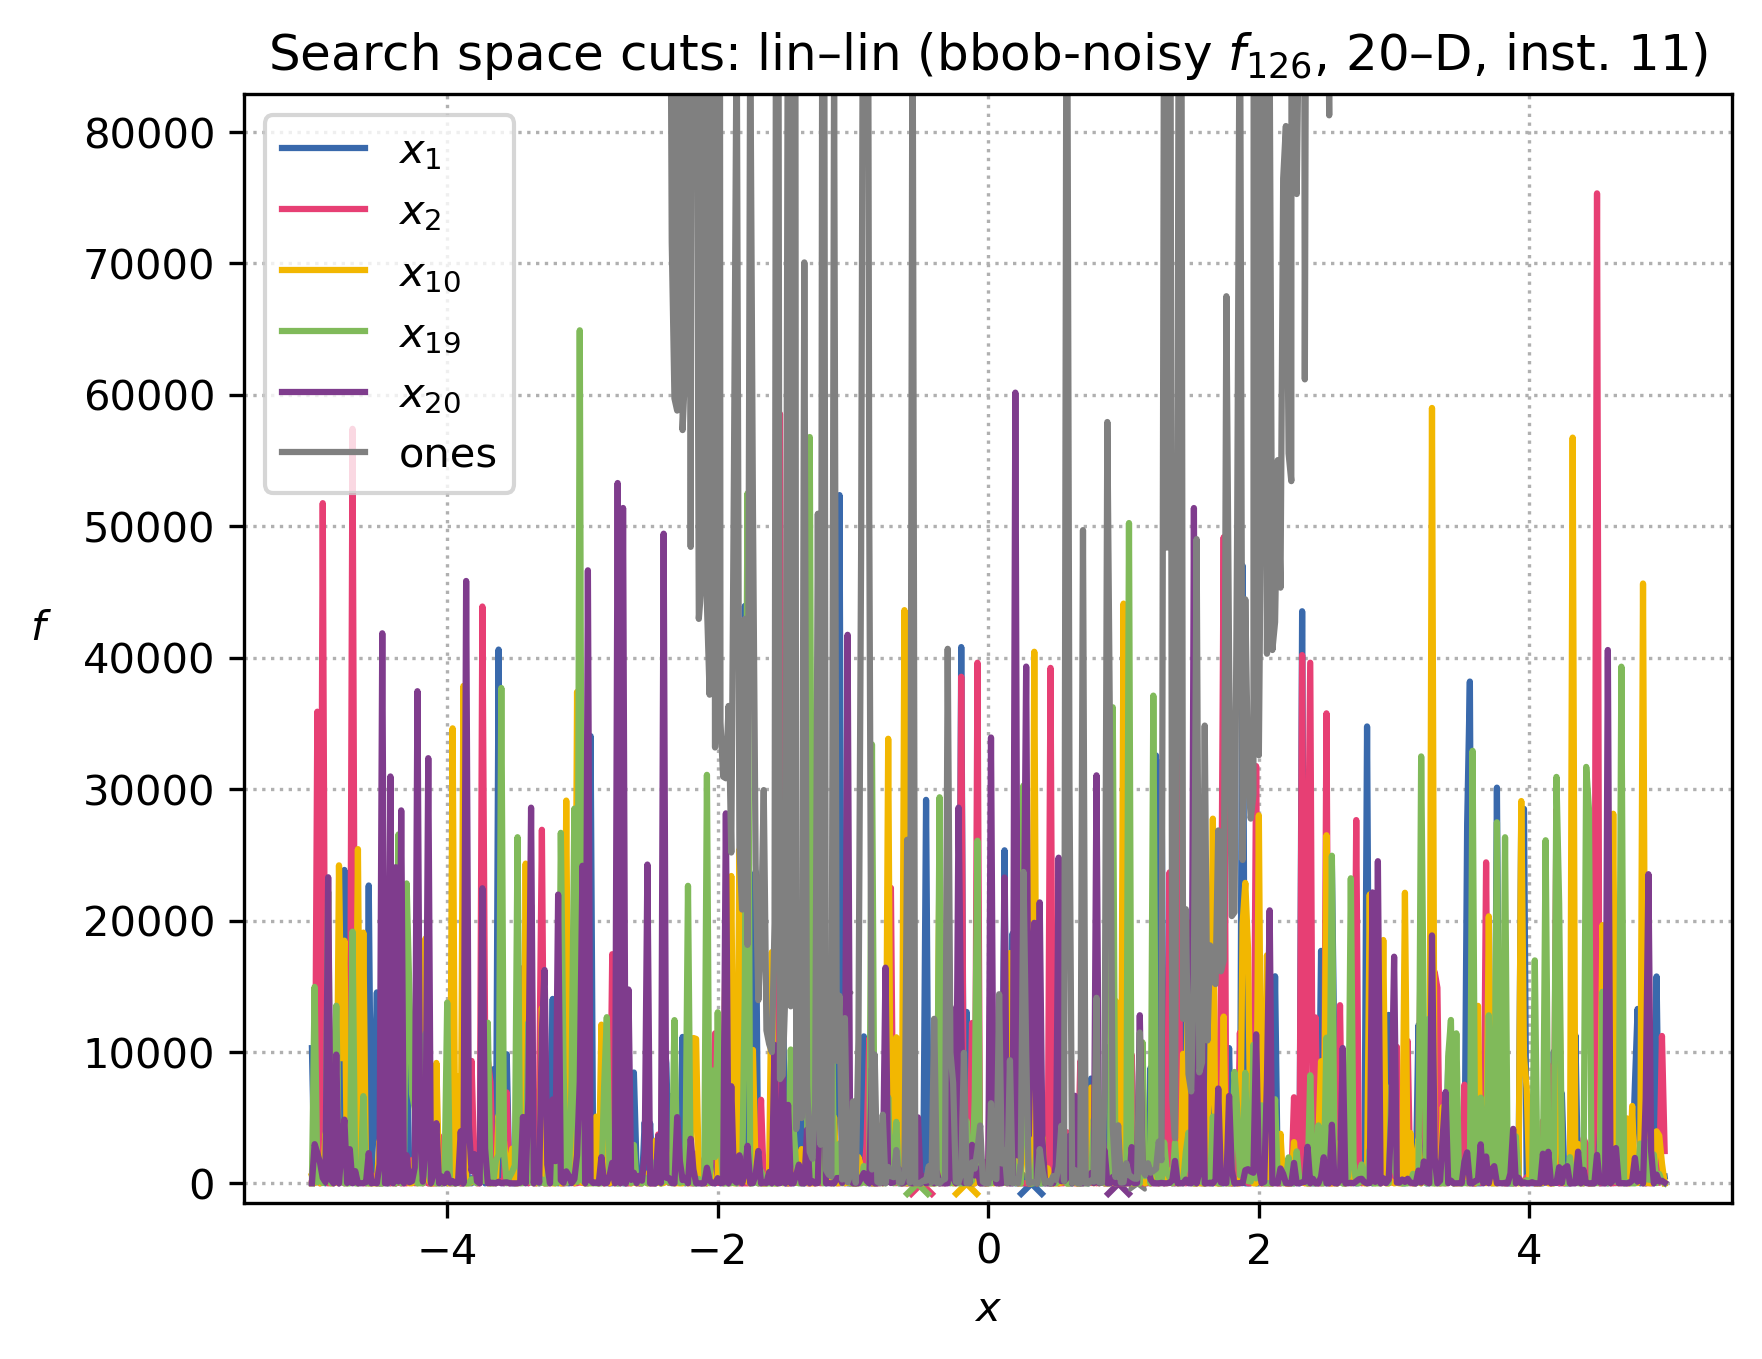 Search space cuts: lin–lin (bbob-noisy f126, 20–D, inst. 11)
80000
70000
60000
50000
40000
30000
20000
10000
0
f
x1
x2
x10
x19
x20
ones
−4
−2
0
2
4
x